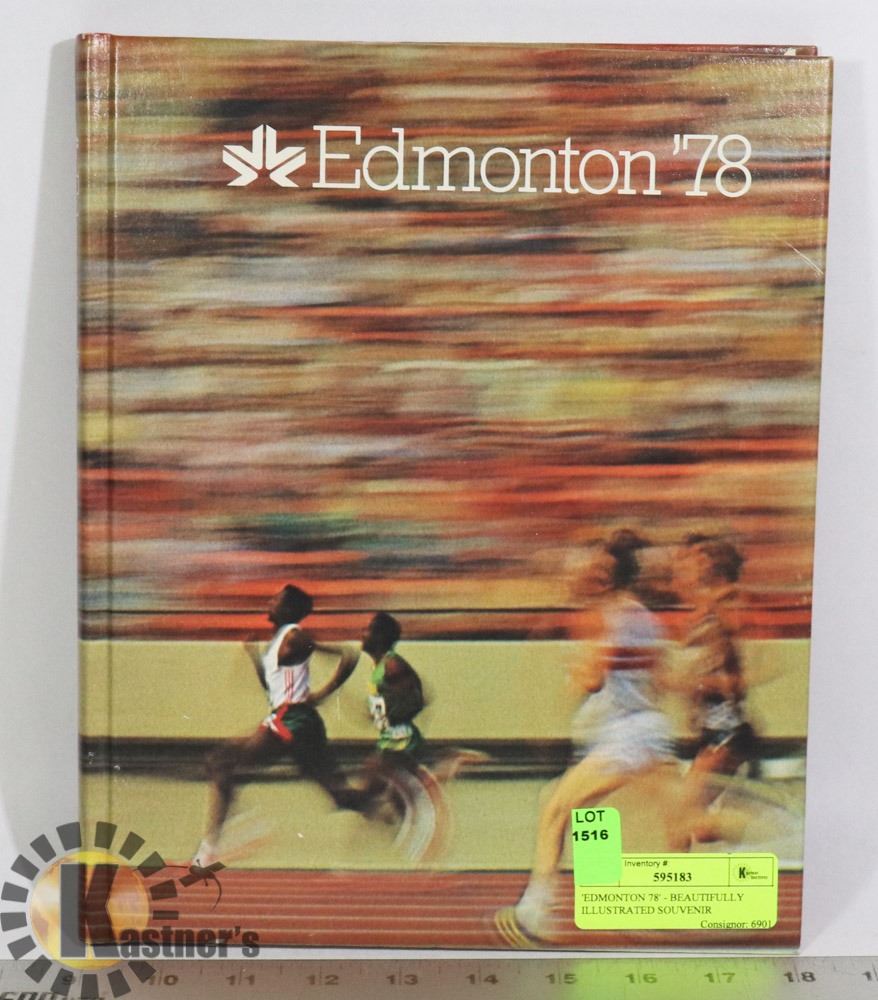 Edmonton '78
LOT
1516
Inventory #
595183
'EDMONTON 78' - BEAUTIFULLY
ILLUSTRATED SOUVENIR
Consignor: 6901
Kastner's
9 10 11 12 13 14 15 16 17 18